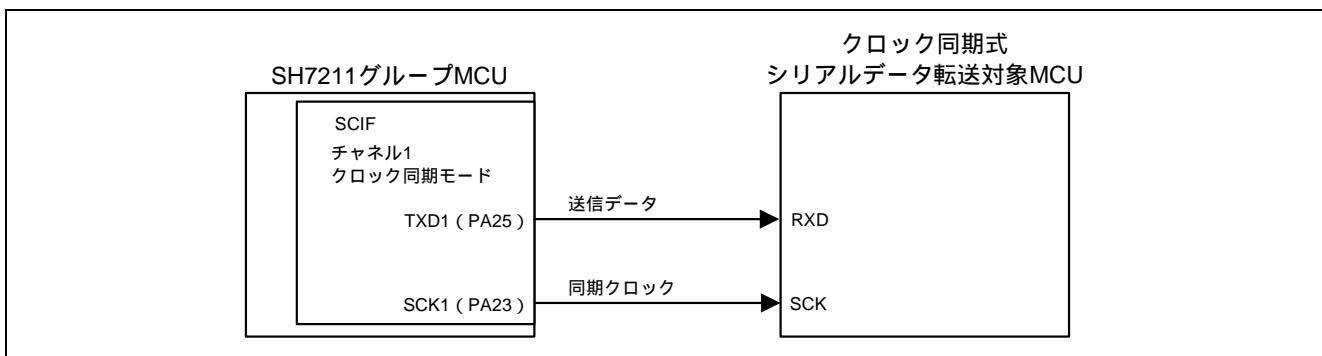 SH7211グループMCU
SCIF
チャネル1
クロック同期モード
TXD1（PA25）
SCK1（PA23）
送信データ
同期クロック
クロック同期式
シリアルデータ転送対象MCU
RXD
SCK